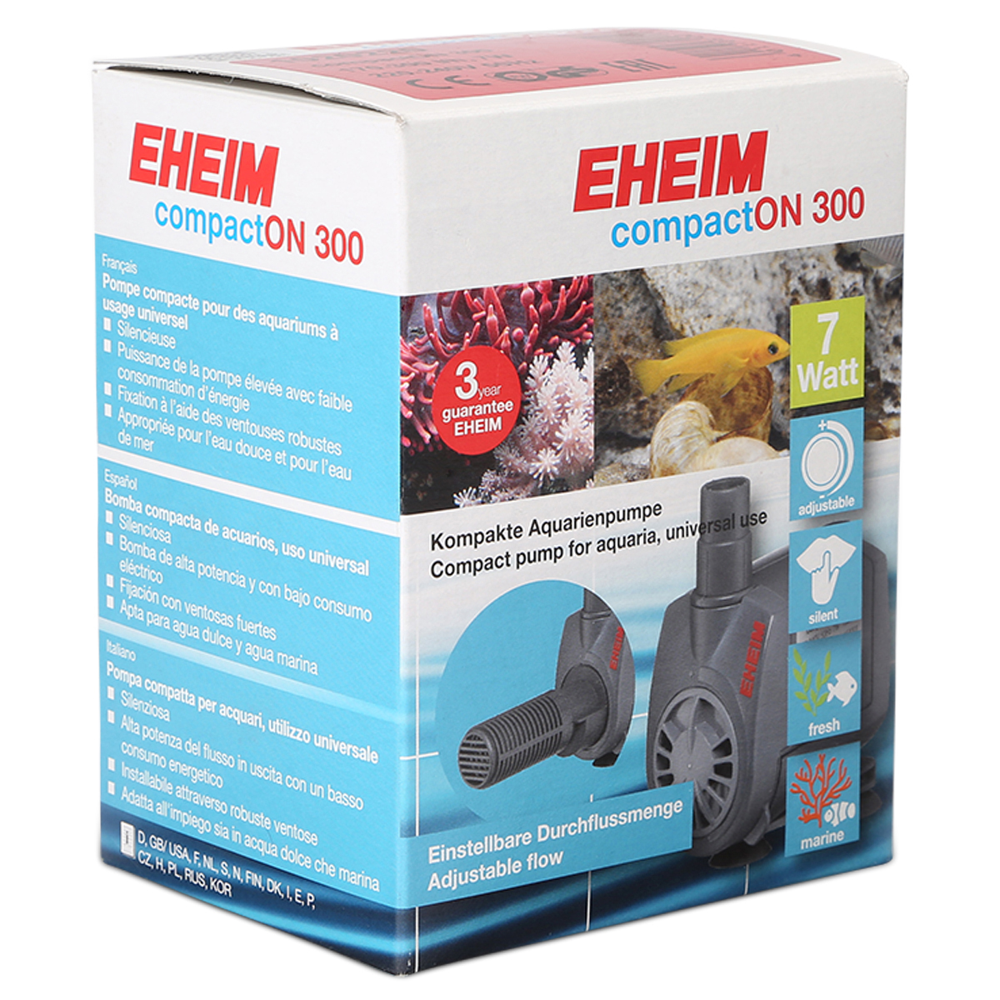 220-240V 50Hz
CE
EAC
EHEIM
compactON 300
Français
Pompe compacte pour des aquariums à
usage universel
Silencieuse
Puissance de la pompe élevée avec faible
consommation d'énergie
Fixation à l'aide des ventouses robustes
Appropriée pour l'eau douce et pour l'eau
de mer
Español
Bomba compacta de acuarios, uso universal
Silenciosa
Bomba de alta potencia y con bajo consumo
eléctrico
Fijación con ventosas fuertes
Apta para agua dulce y agua marina
Italiano
Pompa compatta per acquari, utilizzo universale
Silenziosa
Alta potenza del flusso in uscita con un basso
consumo energetico
Installabile attraverso robuste ventose
Adatta all'impiego sia in acqua dolce che marina
D, GB/ USA, F, NL, S, N, FIN, DK, I, E, P,
CZ, H, PL, RUS, KOR
EHEIM
compactON 300
3 year
guarantee
EHEIM
7
Watt
adjustable
silent
fresh
marine
Kompakte Aquarienpumpe
Compact pump for aquaria, universal use
EHEIM
EHEIM
Einstellbare Durchflussmenge
Adjustable flow